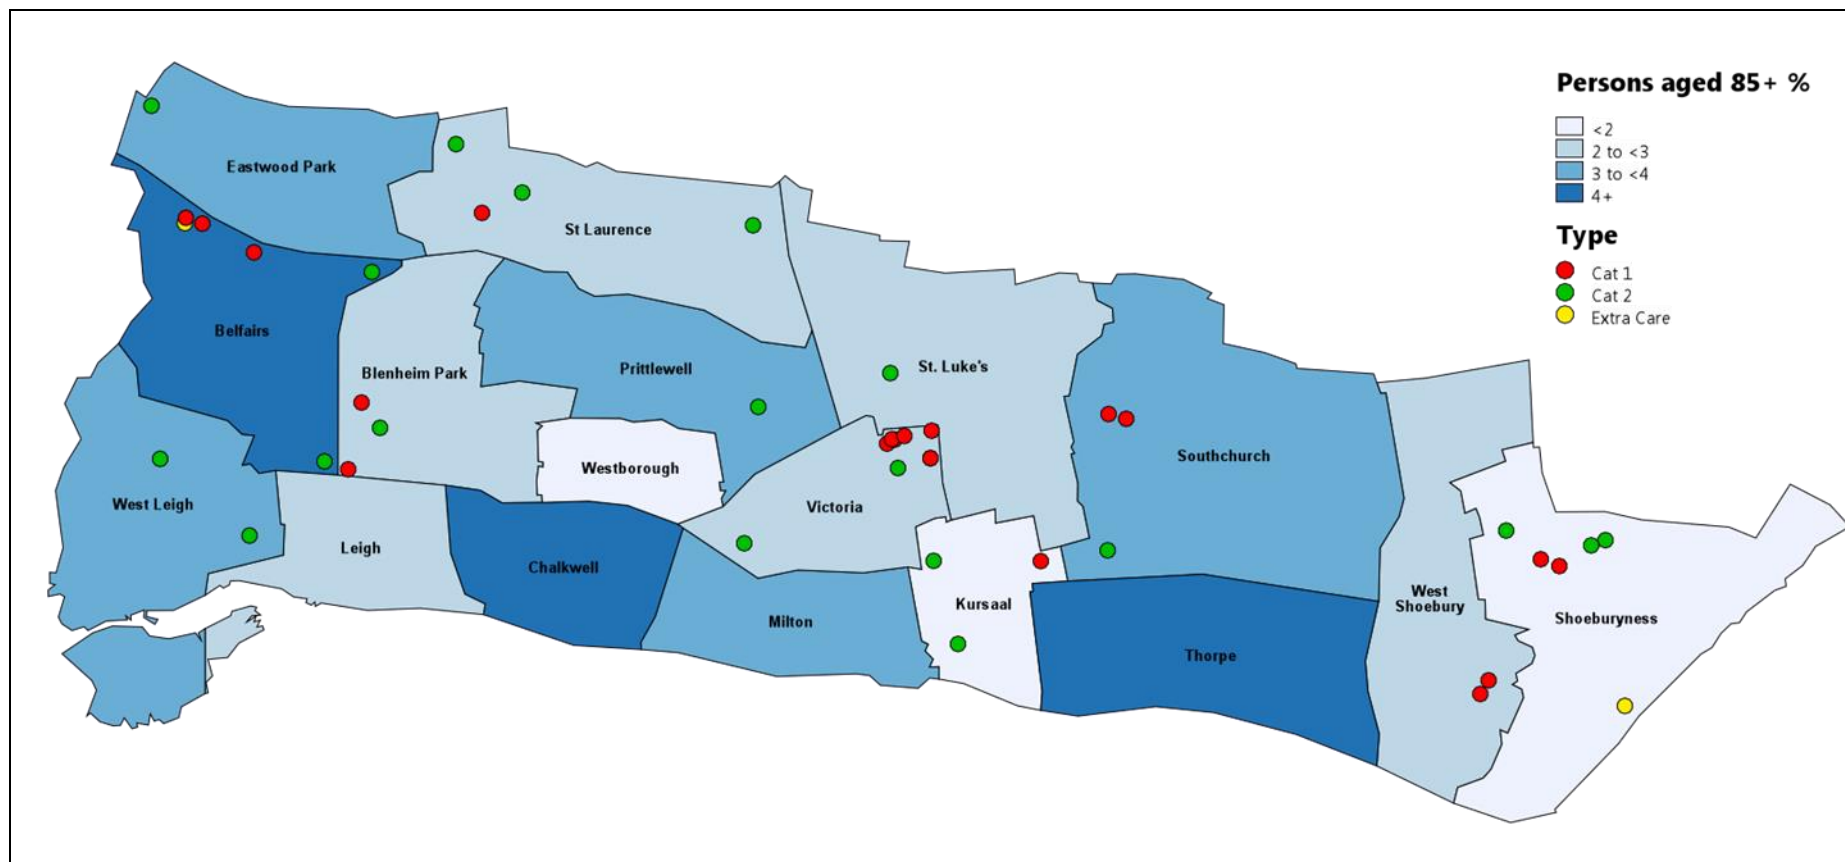 Persons aged 85+ %
<2
2 to <3
3 to <4
4+
Type
Cat 1
Cat 2
Extra Care
Eastwood Park
St Laurence
Belfairs
Blenheim Park
Prittlewell
St. Luke's
Southchurch
Westborough
West Leigh
Victoria
Leigh
Chalkwell
Kursaal
Milton
West
Shoebury
Shoeburyness
Thorpe